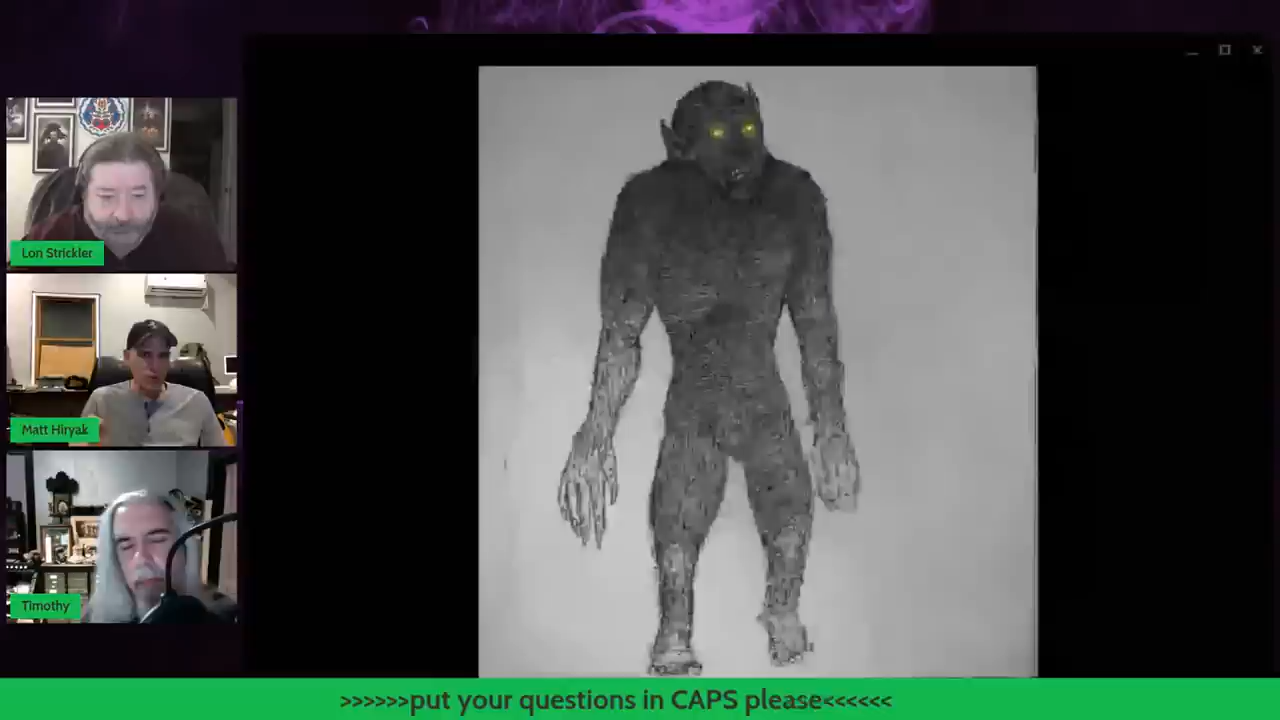 Lon Strickler
Matt Hiryak
Timothy
>>>>>>put your questions in CAPS please<<<<<<